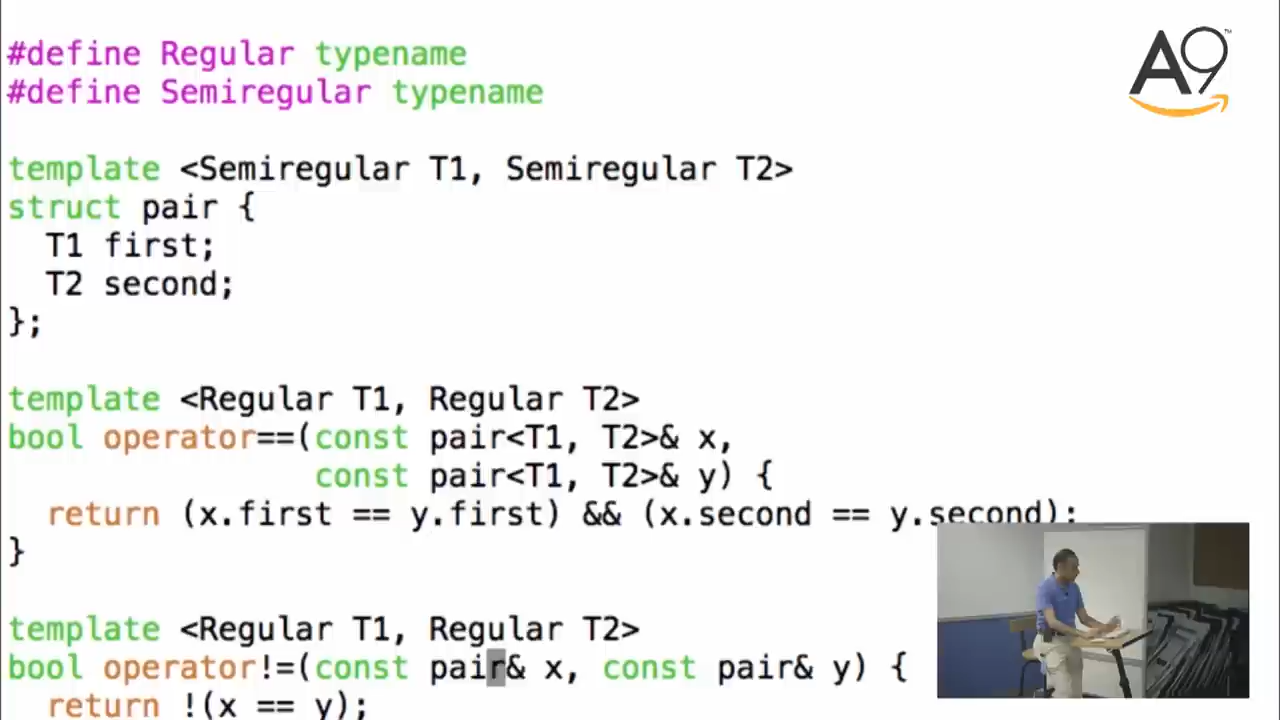 #define Regular typename
#define Semiregular typename
A9™
template <Semiregular T1, Semiregular T2>
struct pair {
  T1 first;
  T2 second;
};
template <Regular T1, Regular T2>
bool operator==(const pair<T1, T2>& x,
                const pair<T1, T2>& y) {
  return (x.first == y.first) && (x.second == y.second);
}
template <Regular T1, Regular T2>
bool operator!=(const pair& x, const pair& y) {
  return !(x == y);